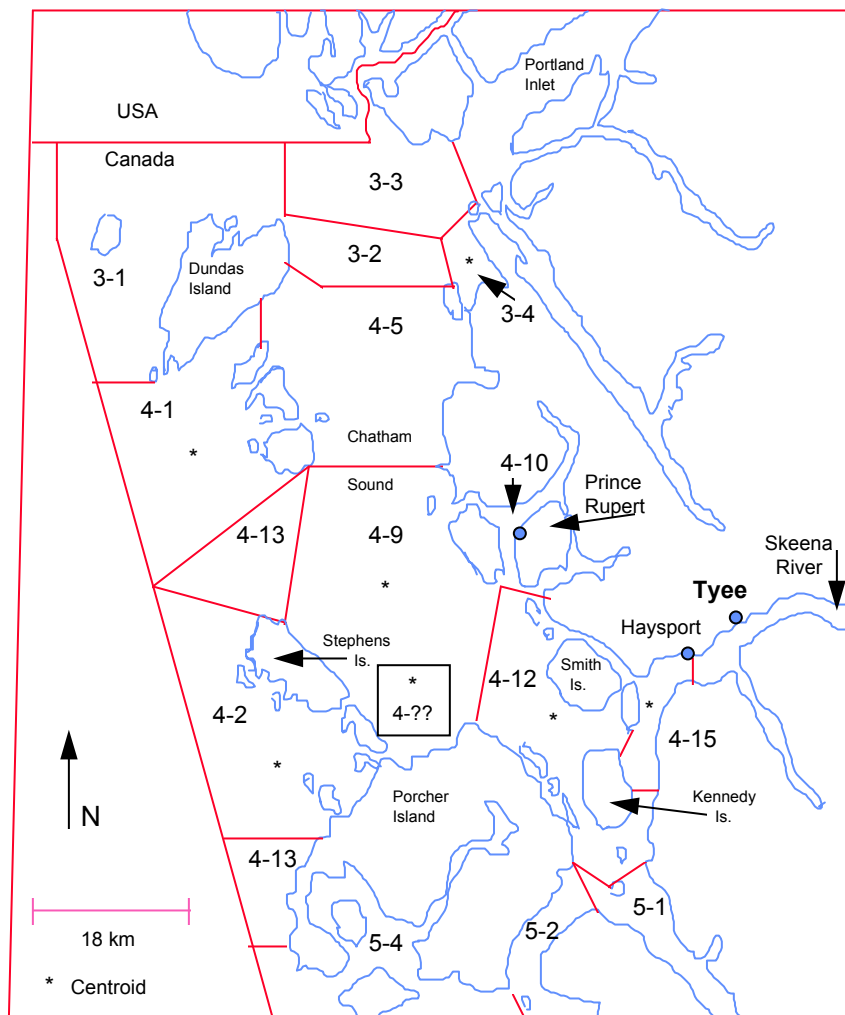 Portland
Inlet
USA
Canada
3-3
3-2
3-1
Dundas
Island
3-4
4-5
4-1
Chatham
Sound
4-10
Prince
Rupert
4-13
4-9
Skeena
River
Tyee
Haysport
Stephens
Is.
Smith
Is.
4-12
*
4-??
4-2
4-15
Porcher
Island
Kennedy
Is.
N
4-13
5-1
5-2
5-4
18 km
* Centroid